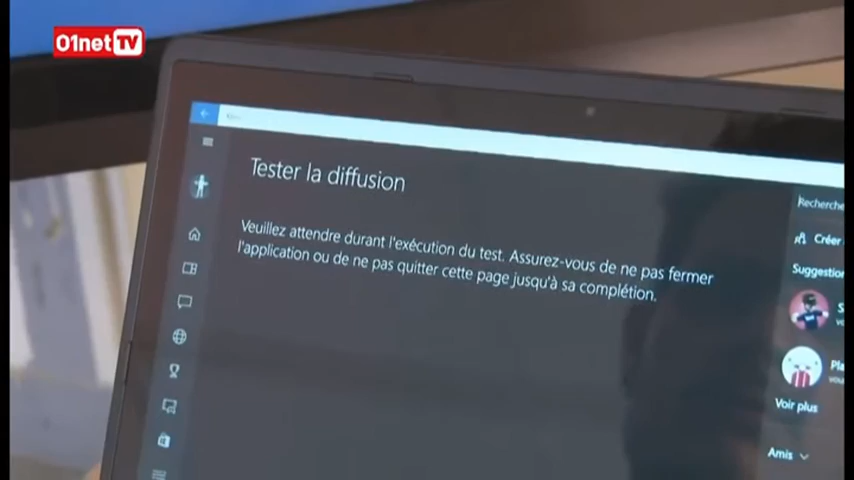 01netTV
Tester la diffusion
Veuillez attendre durant l'exécution du test. Assurez-vous de ne pas fermer
l'application ou de ne pas quitter cette page jusqu'à sa complétion.
Recherche
Créer
Suggestion
Voir plus
Amis